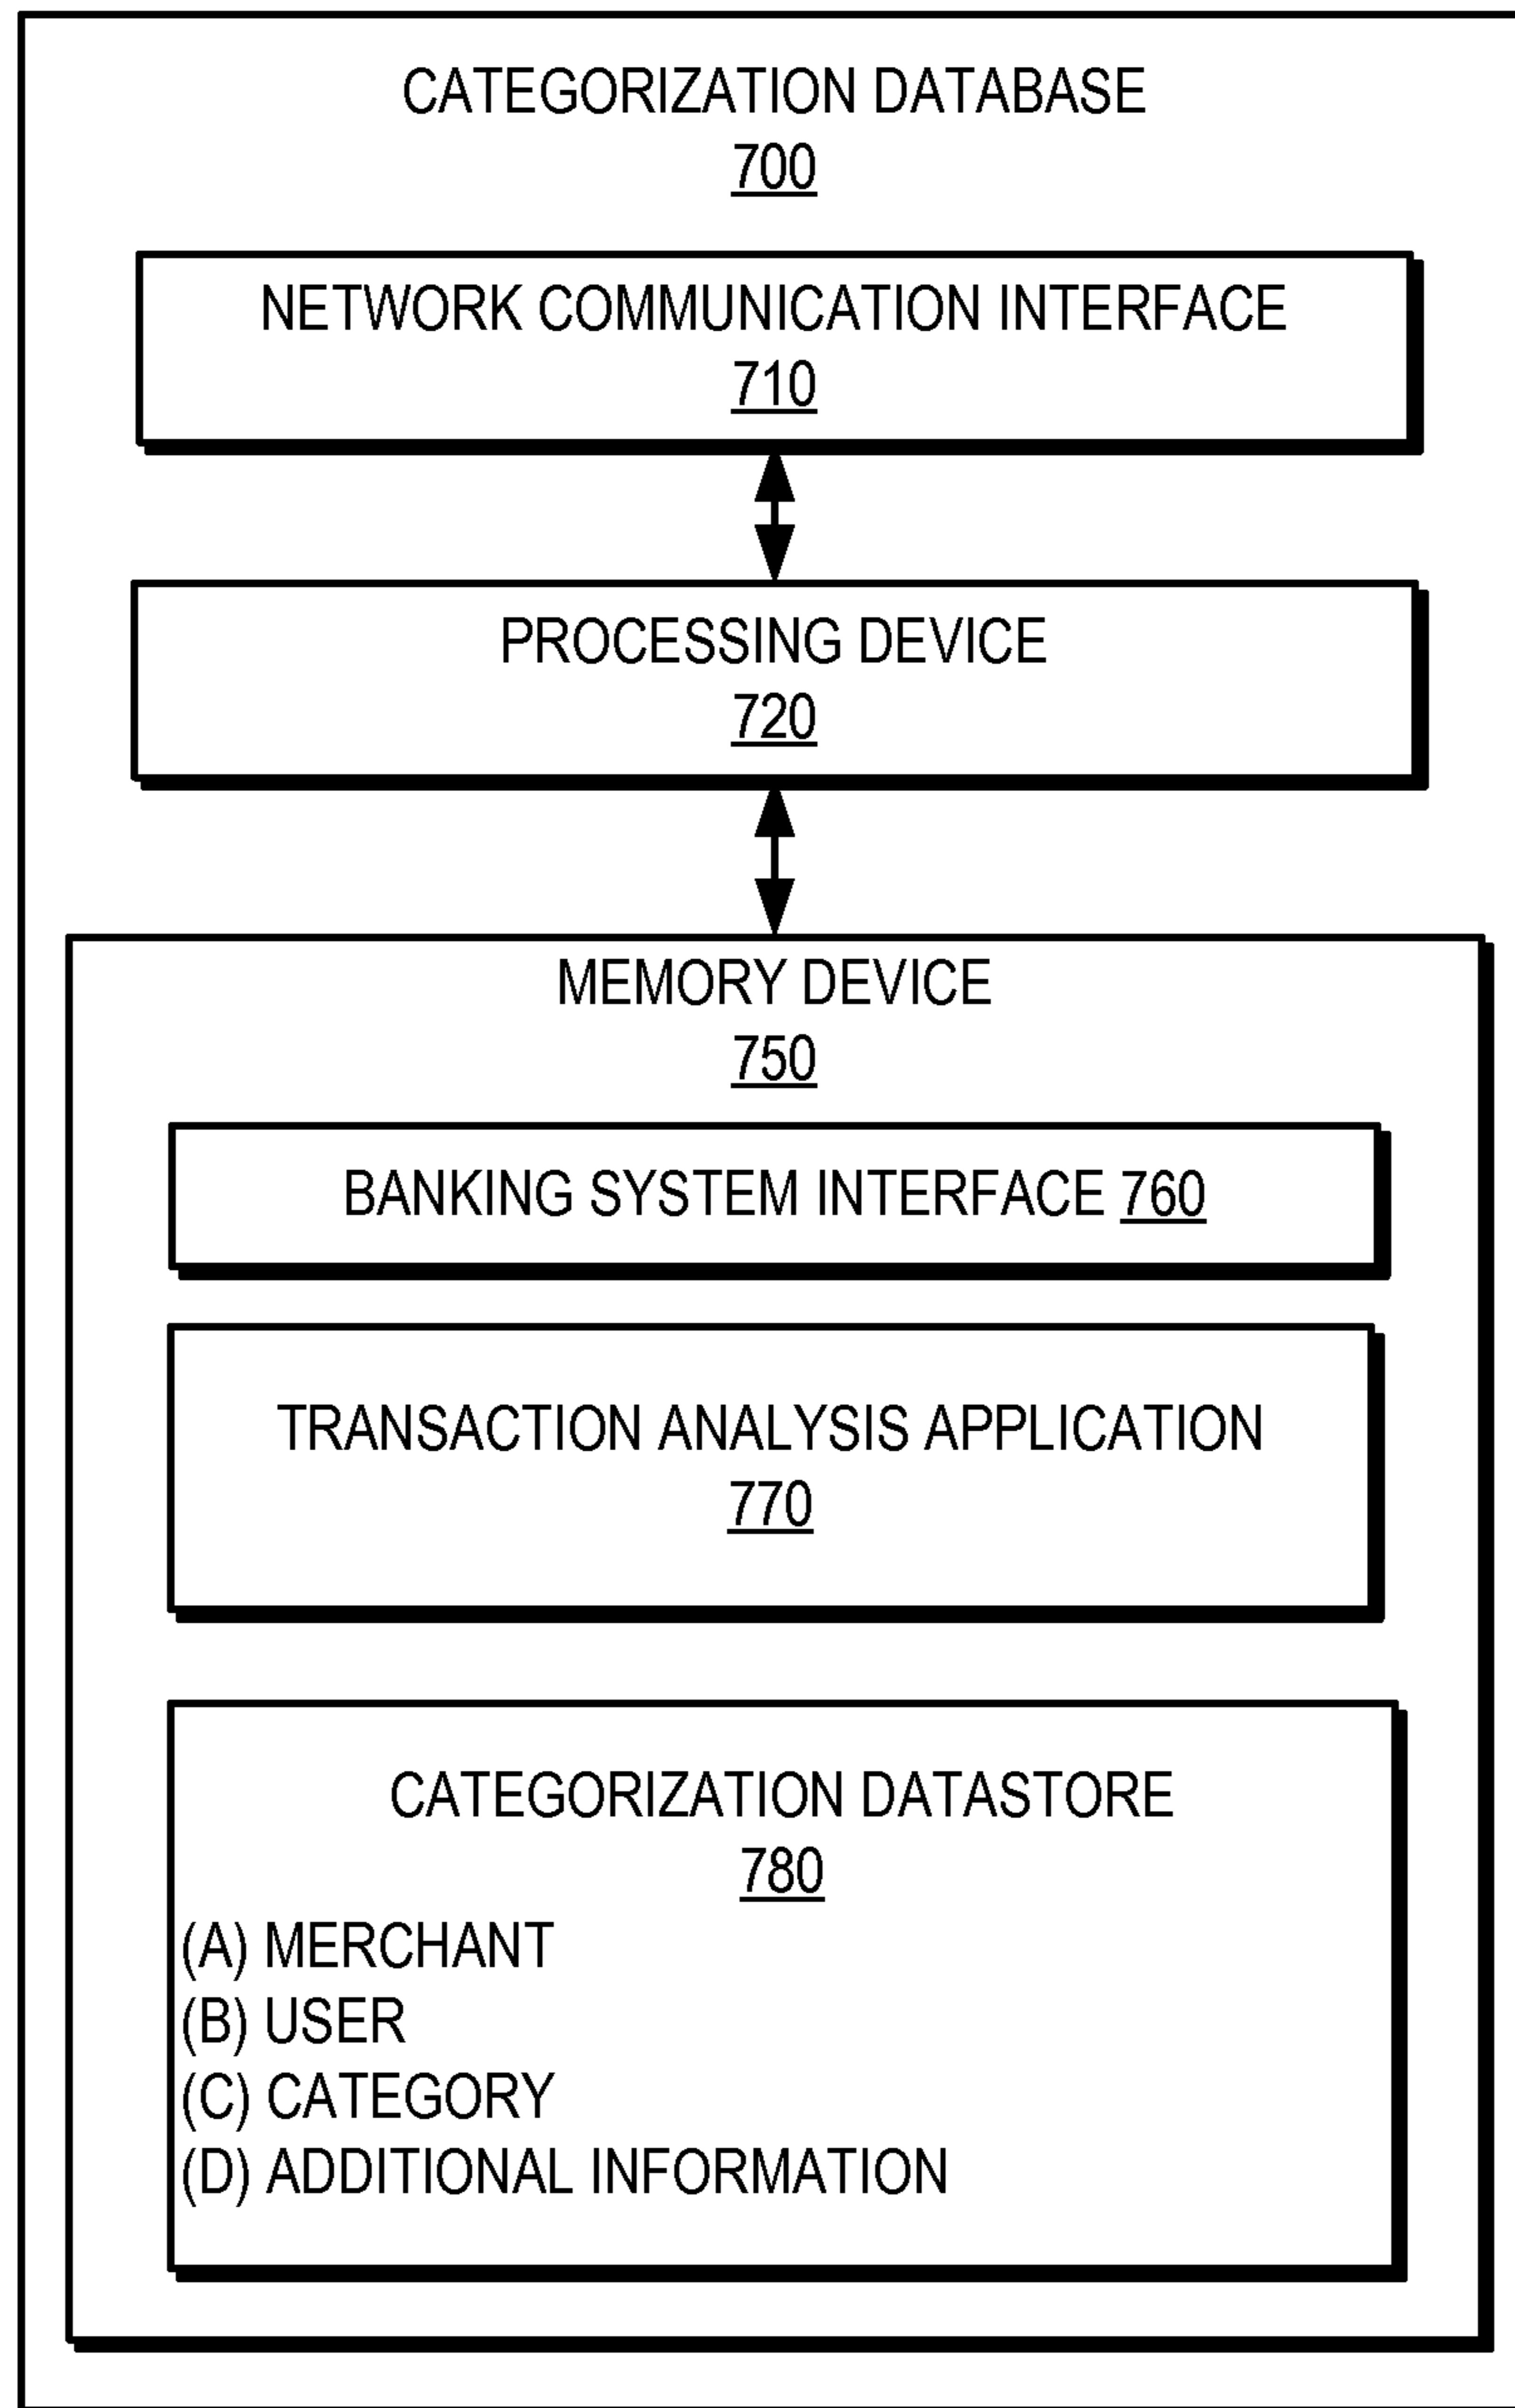 CATEGORIZATION DATABASE
700
NETWORK COMMUNICATION INTERFACE
710
PROCESSING DEVICE
720
MEMORY DEVICE
750
BANKING SYSTEM INTERFACE 760
TRANSACTION ANALYSIS APPLICATION
770
CATEGORIZATION DATASTORE
780
(A) MERCHANT
(B) USER
(C) CATEGORY
(D) ADDITIONAL INFORMATION